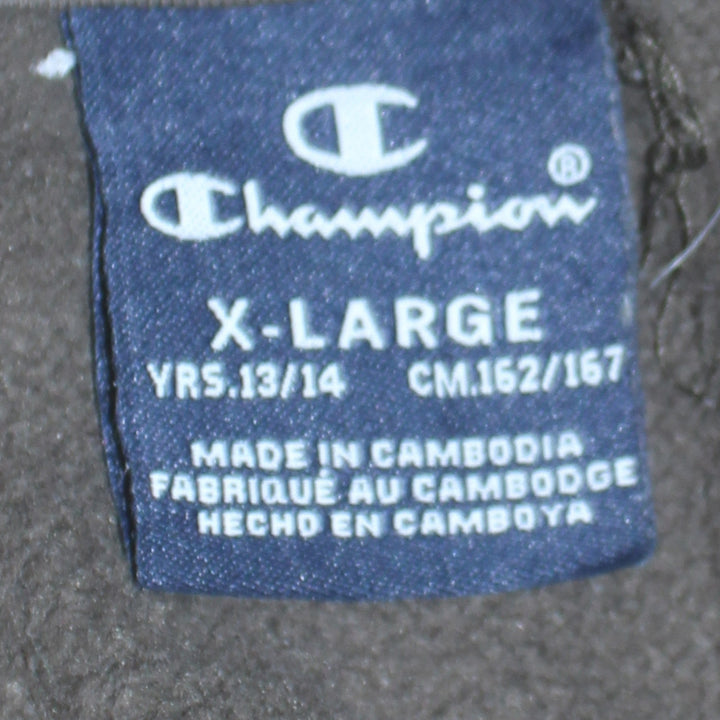 Champion®
X-LARGE
YRS.13/14 CM.162/167
MADE IN CAMBODIA
FABRIQUÉ AU CAMBODGE
HECHO EN CAMBOYA